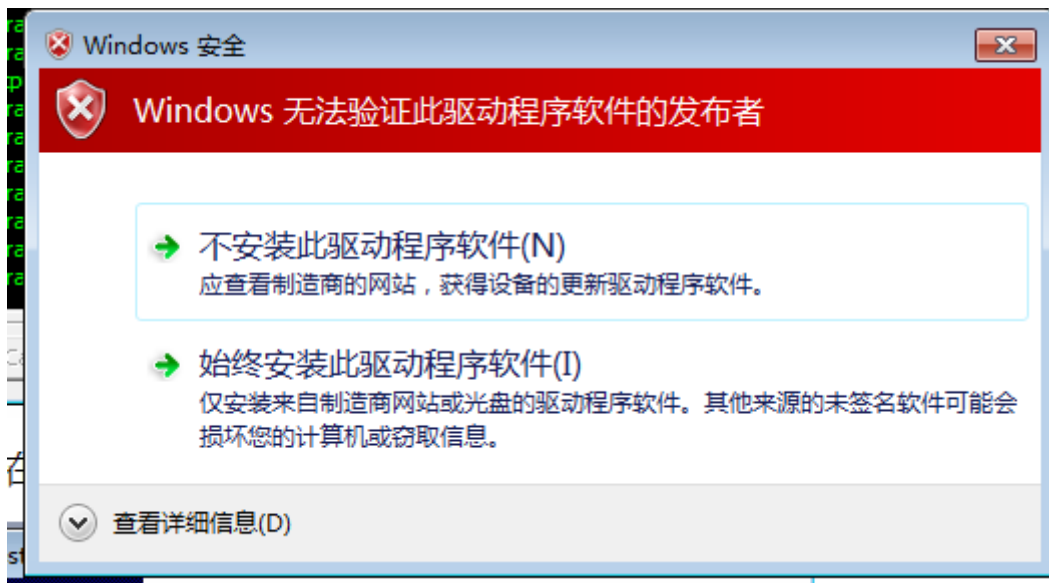 Windows 安全
Windows 无法验证此驱动程序软件的发布者
不安装此驱动程序软件(N)
应查看制造商的网站，获得设备的更新驱动程序软件。
始终安装此驱动程序软件(I)
仅安装来自制造商网站或光盘的驱动程序软件。其他来源的未签名软件可能会
损坏您的计算机或窃取信息。
查看详细信息(D)